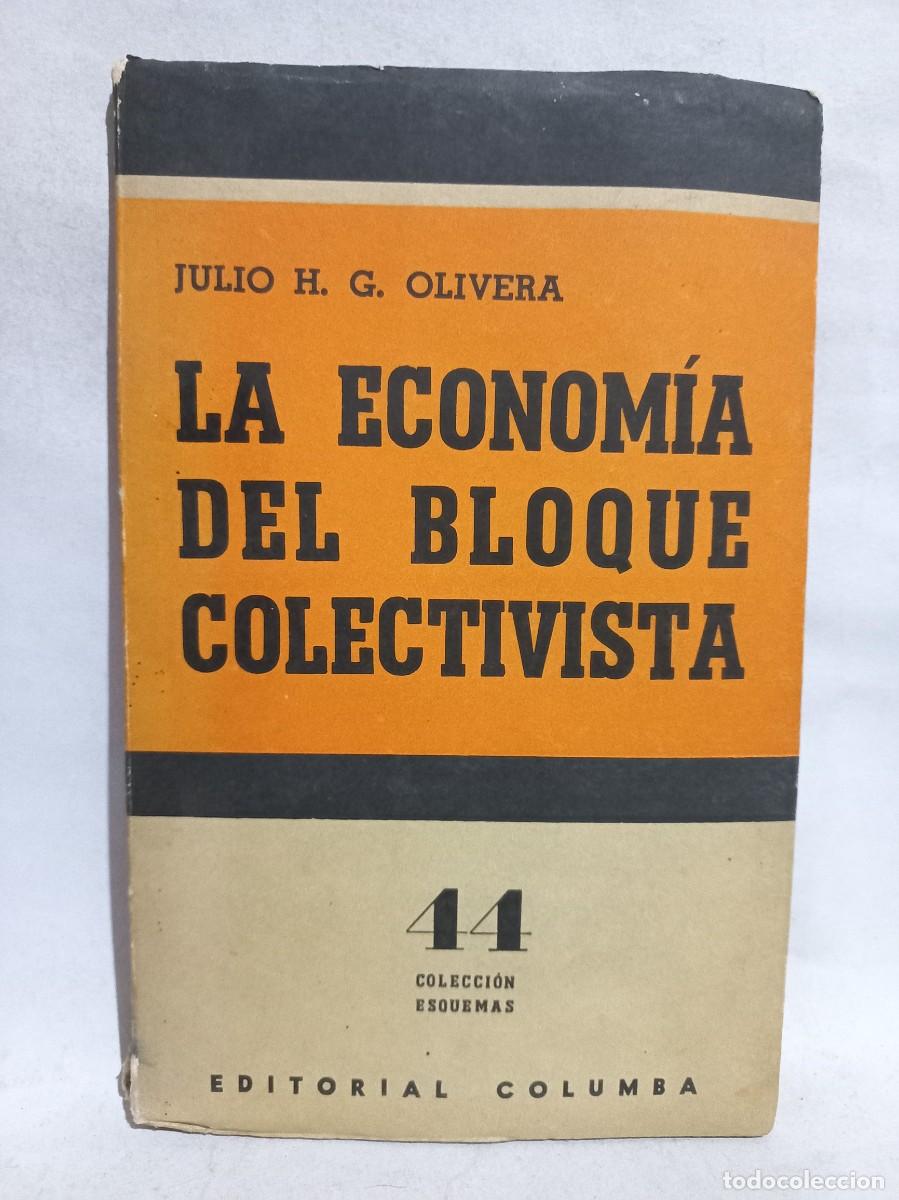 JULIO H. G. OLIVERA
LA ECONOMÍA
DEL BLOQUE
COLECTIVISTA
44
COLECCIÓN
ESQUEMAS
EDITORIAL COLUMBA
todocoleccion